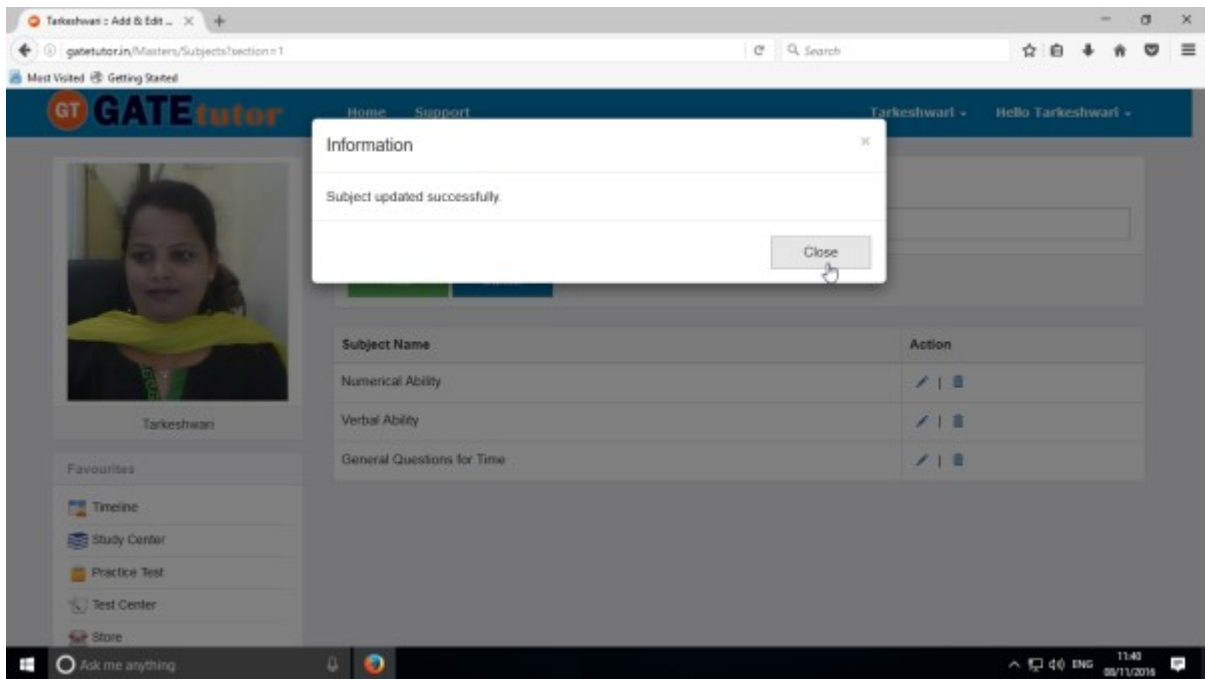 Tarkeshwari :: Add & Edit ...
gatetutor.in/Masters/Subjects?section=1
Search
Most Visited Getting Started
GT GATEtutor Home Support Tarkeshwari Hello Tarkeshwari
Information
Subject updated successfully.
Close
Subject Name Action
Numerical Ability |
Verbal Ability |
General Questions for Time |
Tarkeshwari
Favourites
Timeline
Study Center
Practice Test
Test Center
Store
Ask me anything
ENG 11:40
08/11/2016